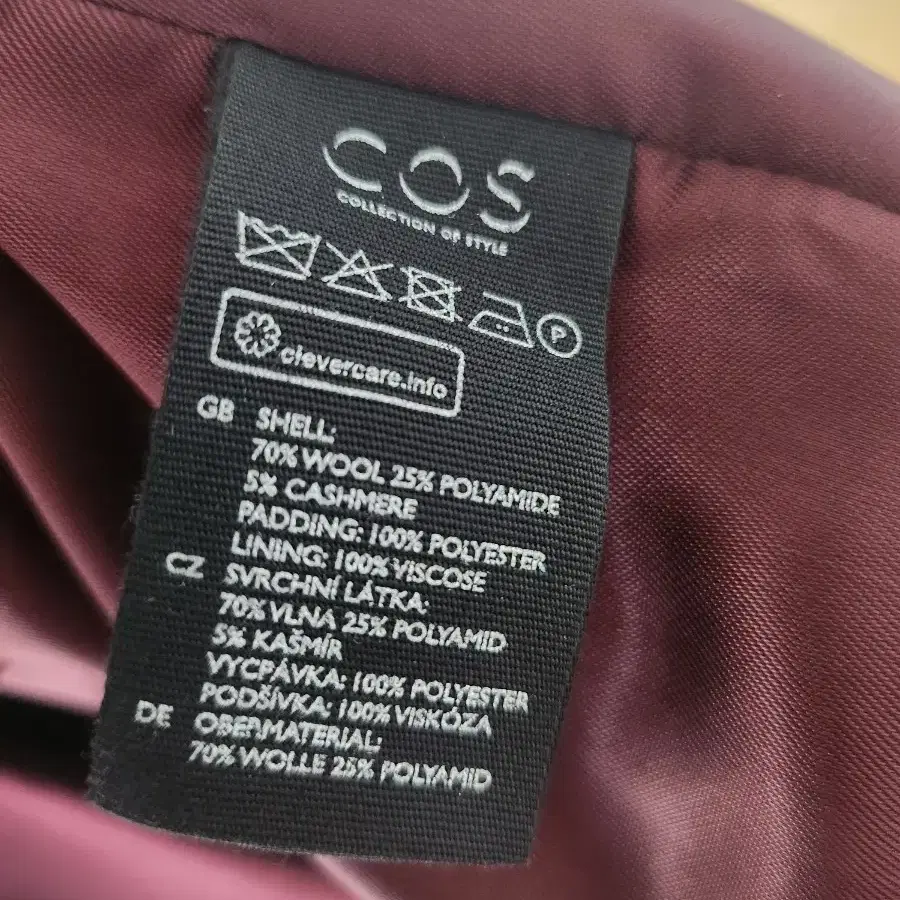 COS
COLLECTION OF STYLE
P
clevercare.info
GB SHELL:
70% WOOL 25% POLYAMIDE
5% CASHMERE
PADDING: 100% POLYESTER
LINING: 100% VISCOSE
CZ SVRCHNÍ LÁTKA:
70% VLNA 25% POLYAMID
5% KAŠMÍR
VYCPÁVKA: 100% POLYESTER
PODŠÍVKA: 100% VISKÓZA
DE OBERMATERIAL:
70% WOLLE 25% POLYAMID